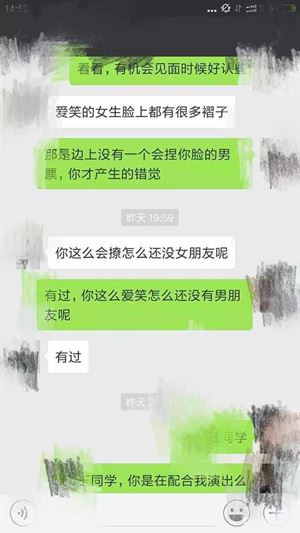 14:53
看看，有机会见面时候好认些
爱笑的女生脸上都有很多褶子
那是边上没有一个会捏你脸的男
票，你才产生的错觉
昨天 19:59
你这么会撩怎么还没女朋友呢
有过，你这么爱笑怎么还没有男朋
友呢
有过
昨天 2
同学
同学，你是在配合我演出么